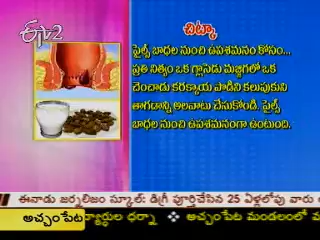 ETV2
చిట్కా
పైల్స్ బాధల నుంచి ఉపశమనం కోసం...
ప్రతి నిత్యం ఒక గ్లాసెడు మజ్జిగలో ఒక
చెంచాడు కరక్కాయ పొడిని కలుపుకుని
తాగడాన్ని అలవాటు చేసుకోండి. పైల్స్
బాధల నుంచి ఉపశమనంగా ఉంటుంది.
ఈనాడు జర్నలిజం స్కూల్: డిగ్రీ పూర్తిచేసిన 25 ఏళ్లలోపు వారు
అచ్చంపేట ధర్నా ❖ అచ్చంపేట మండలంలో